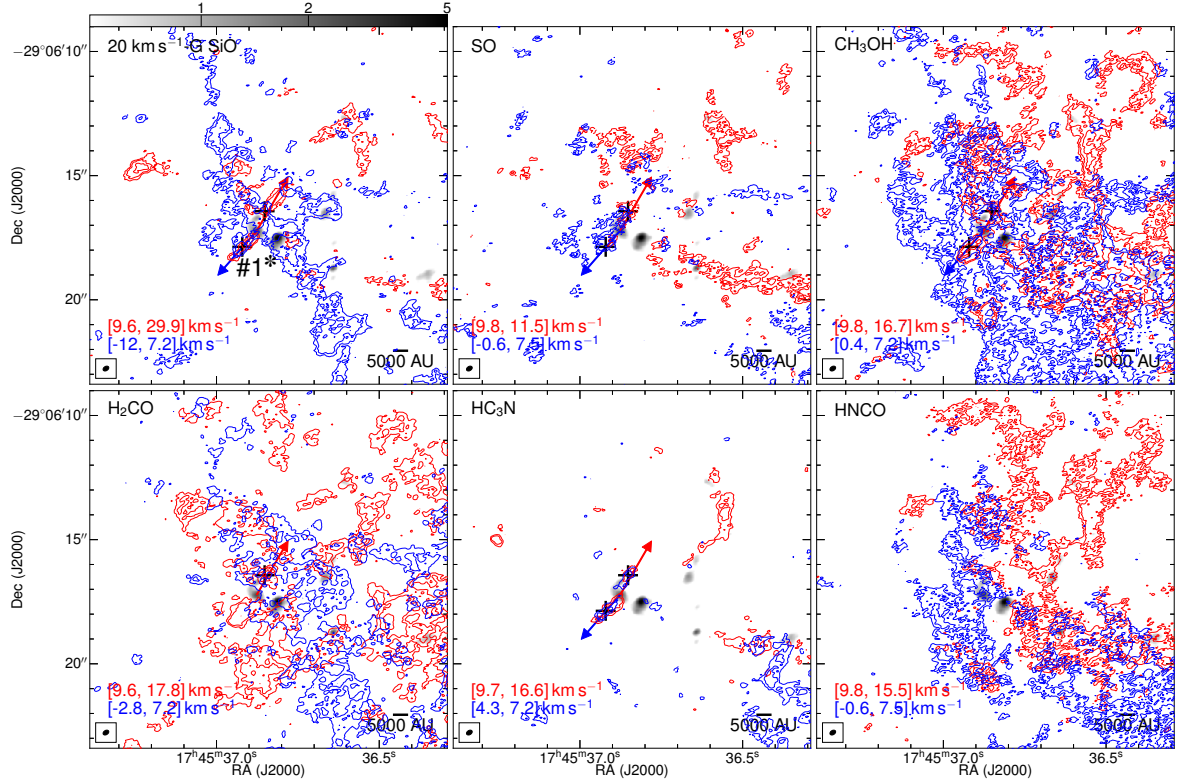 1 2 5
20 km s⁻¹-G SiO
SO
CH₃OH
−29°06′10″
15″
20″
Dec (J2000)
#1*
[9.6, 29.9] km s⁻¹
[-12, 7.2] km s⁻¹
5000 AU
[9.8, 11.5] km s⁻¹
[-0.6, 7.5] km s⁻¹
5000 AU
[9.8, 16.7] km s⁻¹
[0.4, 7.2] km s⁻¹
5000 AU
H₂CO
HC₃N
HNCO
−29°06′10″
15″
20″
Dec (J2000)
[9.6, 17.8] km s⁻¹
[-2.8, 7.2] km s⁻¹
5000 AU
[9.7, 16.6] km s⁻¹
[4.3, 7.2] km s⁻¹
5000 AU
[9.8, 15.5] km s⁻¹
[-0.6, 7.5] km s⁻¹
5000 AU
17ʰ45ᵐ37.0ˢ 36.5ˢ
RA (J2000)
17ʰ45ᵐ37.0ˢ 36.5ˢ
RA (J2000)
17ʰ45ᵐ37.0ˢ 36.5ˢ
RA (J2000)